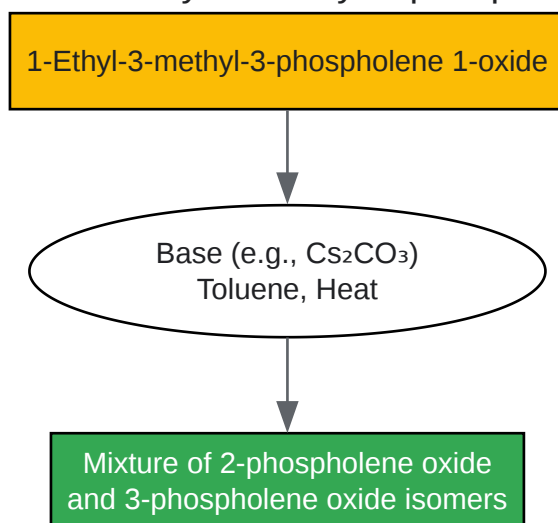 1-Ethyl-3-methyl-3-phospholene 1-oxide
Base (e.g., Cs₂CO₃)
Toluene, Heat
Mixture of 2-phospholene oxide
and 3-phospholene oxide isomers